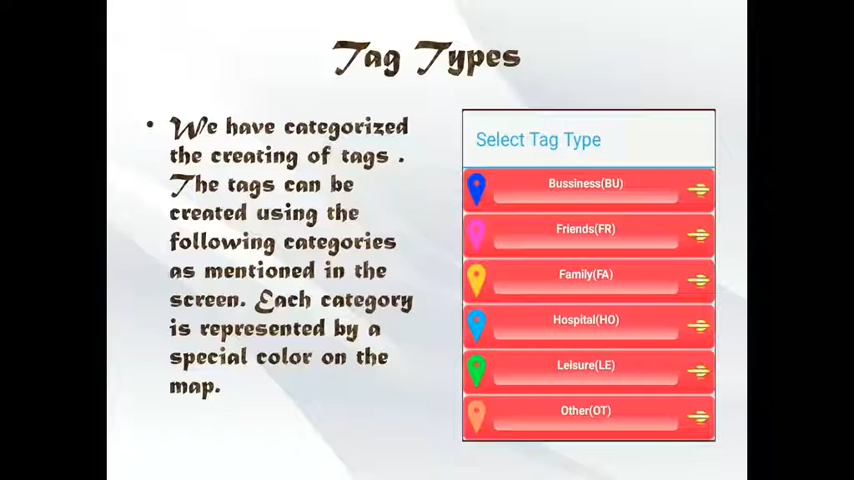 Tag Types
• We have categorized
the creating of tags .
The tags can be
created using the
following categories
as mentioned in the
screen. Each category
is represented by a
special color on the
map.
Select Tag Type
Bussiness(BU)
Friends(FR)
Family(FA)
Hospital(HO)
Leisure(LE)
Other(OT)